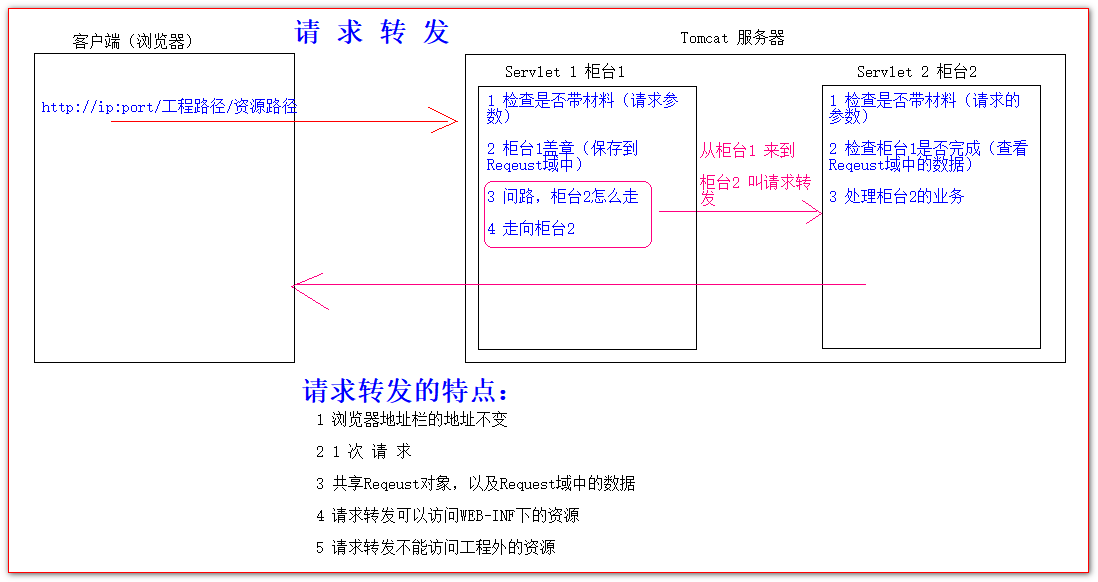 请 求 转 发
客户端（浏览器）
Tomcat 服务器
http://ip:port/工程路径/资源路径
Servlet 1 柜台1
1 检查是否带材料（请求参
数）
2 柜台1盖章（保存到
Reqeust域中）
3 问路，柜台2怎么走
4 走向柜台2
从柜台1 来到
柜台2 叫请求转
发
Servlet 2 柜台2
1 检查是否带材料（请求的
参数）
2 检查柜台1是否完成（查看
Reqeust域中的数据）
3 处理柜台2的业务
请求转发的特点：
1 浏览器地址栏的地址不变
2 1 次 请 求
3 共享Reqeust对象，以及Request域中的数据
4 请求转发可以访问WEB-INF下的资源
5 请求转发不能访问工程外的资源